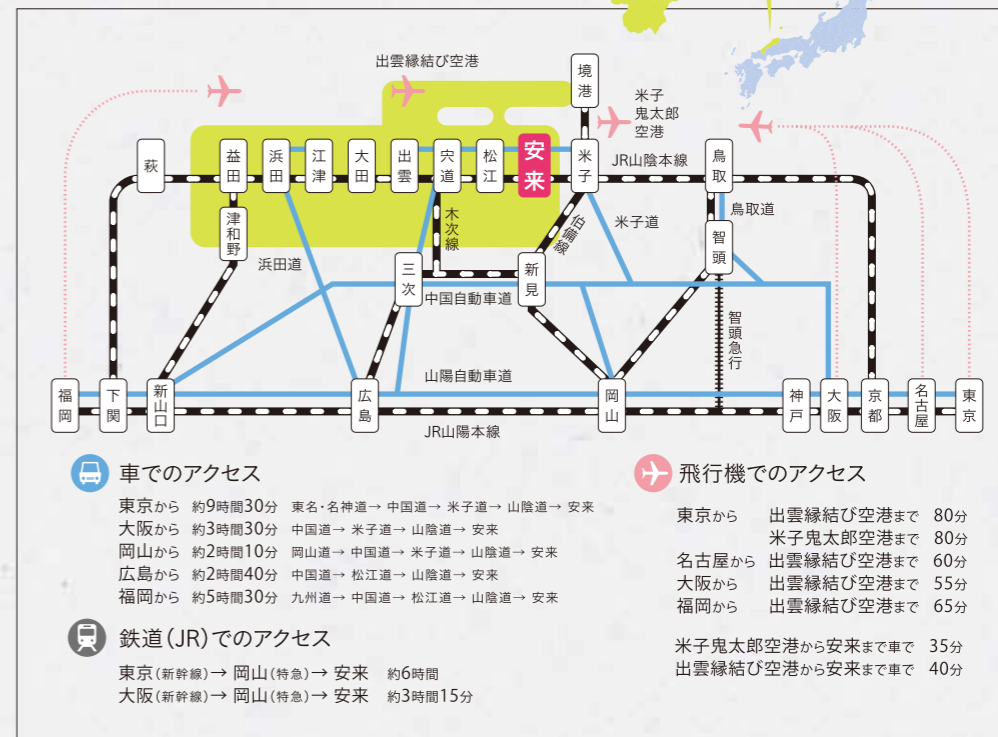 出雲縁結び空港
境港
米子
鬼太郎
空港
萩
益田
浜田
江津
大田
出雲
宍道
松江
安来
米子
JR山陰本線
鳥取
津和野
木次線
伯備線
米子道
鳥取道
智頭
浜田道
三次
新見
中国自動車道
智頭急行
山陽自動車道
福岡
下関
新山口
広島
岡山
神戸
大阪
京都
名古屋
東京
JR山陽本線
車でのアクセス
東京から 約9時間30分 東名・名神道→ 中国道→ 米子道→ 山陰道→ 安来
大阪から 約3時間30分 中国道→ 米子道→ 山陰道→ 安来
岡山から 約2時間10分 岡山道→ 中国道→ 米子道→ 山陰道→ 安来
広島から 約2時間40分 中国道→ 松江道→ 山陰道→ 安来
福岡から 約5時間30分 九州道→ 中国道→ 松江道→ 山陰道→ 安来
鉄道（JR）でのアクセス
東京(新幹線)→ 岡山(特急)→ 安来 約6時間
大阪(新幹線)→ 岡山(特急)→ 安来 約3時間15分
飛行機でのアクセス
東京から 出雲縁結び空港まで 80分
米子鬼太郎空港まで 80分
名古屋から 出雲縁結び空港まで 60分
大阪から 出雲縁結び空港まで 55分
福岡から 出雲縁結び空港まで 65分
米子鬼太郎空港から安来まで車で 35分
出雲縁結び空港から安来まで車で 40分